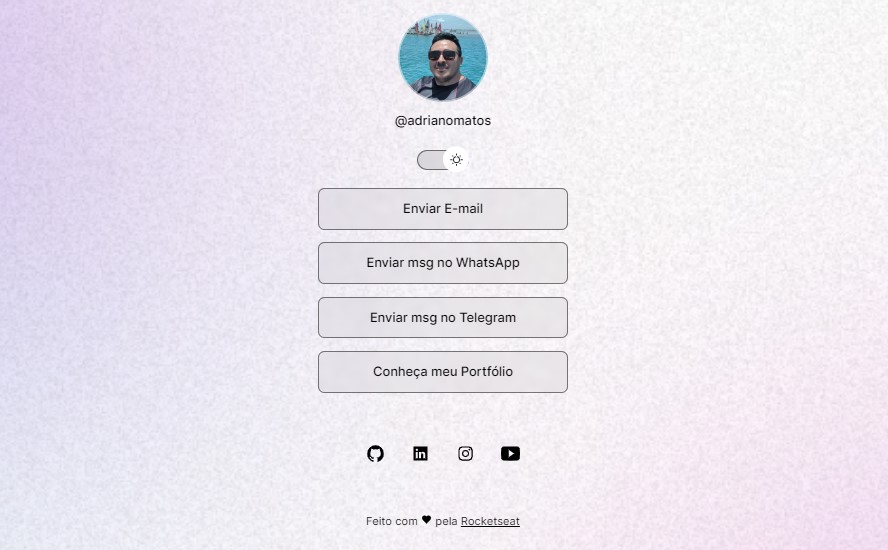 @adrianomatos
Enviar E-mail
Enviar msg no WhatsApp
Enviar msg no Telegram
Conheça meu Portfólio
Feito com ♥ pela Rocketseat